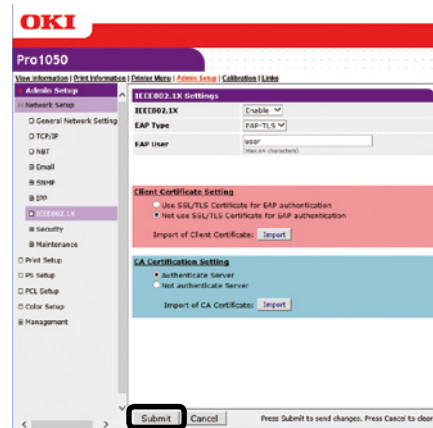 OKI
Pro1050
View Information | Print Information | Printer Menu | Admin Setup | Calibration | Links
Admin Setup
Network Setup
General Network Setting
TCP/IP
NBT
Email
SNMP
IPP
IEEE802.1X
Security
Maintenance
Print Setup
PS Setup
PCL Setup
Color Setup
Management
IEEE802.1X Settings
IEEE802.1X Enable
EAP Type EAP-TLS
EAP User user
(Max.64 characters)
Client Certificate Setting
Use SSL/TLS Certificate for EAP authentication
Not use SSL/TLS Certificate for EAP authentication
Import of Client Certificate: Import
CA Certification Setting
Authenticate Server
Not authenticate Server
Import of CA Certificate: Import
Submit Cancel Press Submit to send changes. Press Cancel to clear